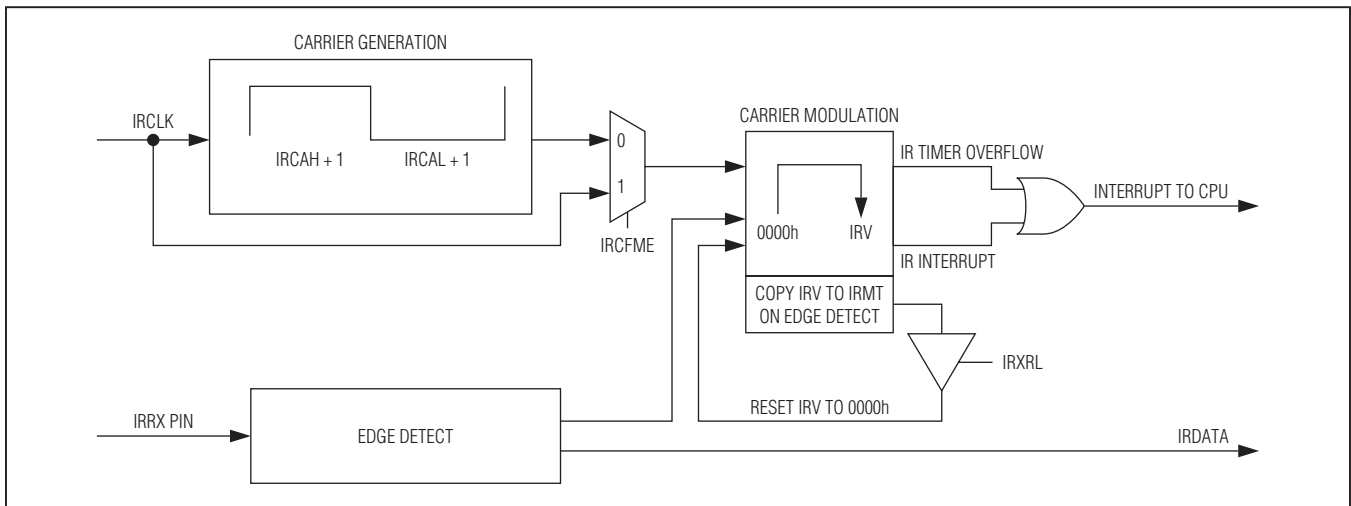 CARRIER GENERATION
IRCLK
IRCAH + 1
IRCAL + 1
0
1
IRCFME
CARRIER MODULATION
0000h
IRV
IR TIMER OVERFLOW
IR INTERRUPT
INTERRUPT TO CPU
COPY IRV TO IRMT
ON EDGE DETECT
IRXRL
RESET IRV TO 0000h
IRRX PIN
EDGE DETECT
IRDATA